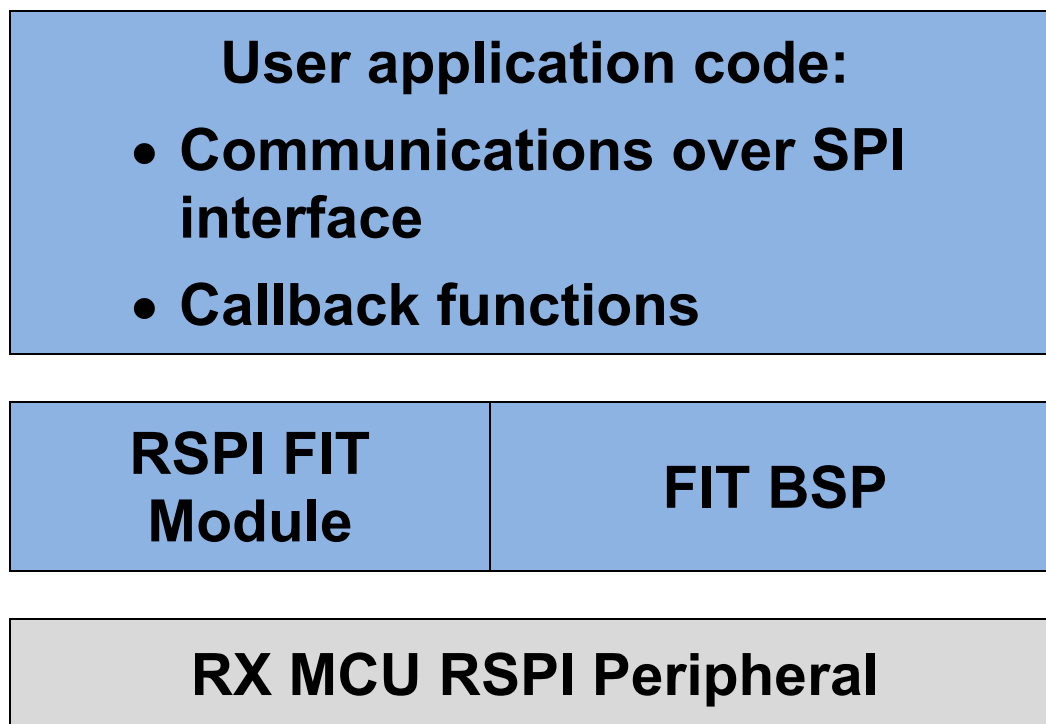 User application code:
• Communications over SPI
interface
• Callback functions
RSPI FIT
Module
FIT BSP
RX MCU RSPI Peripheral